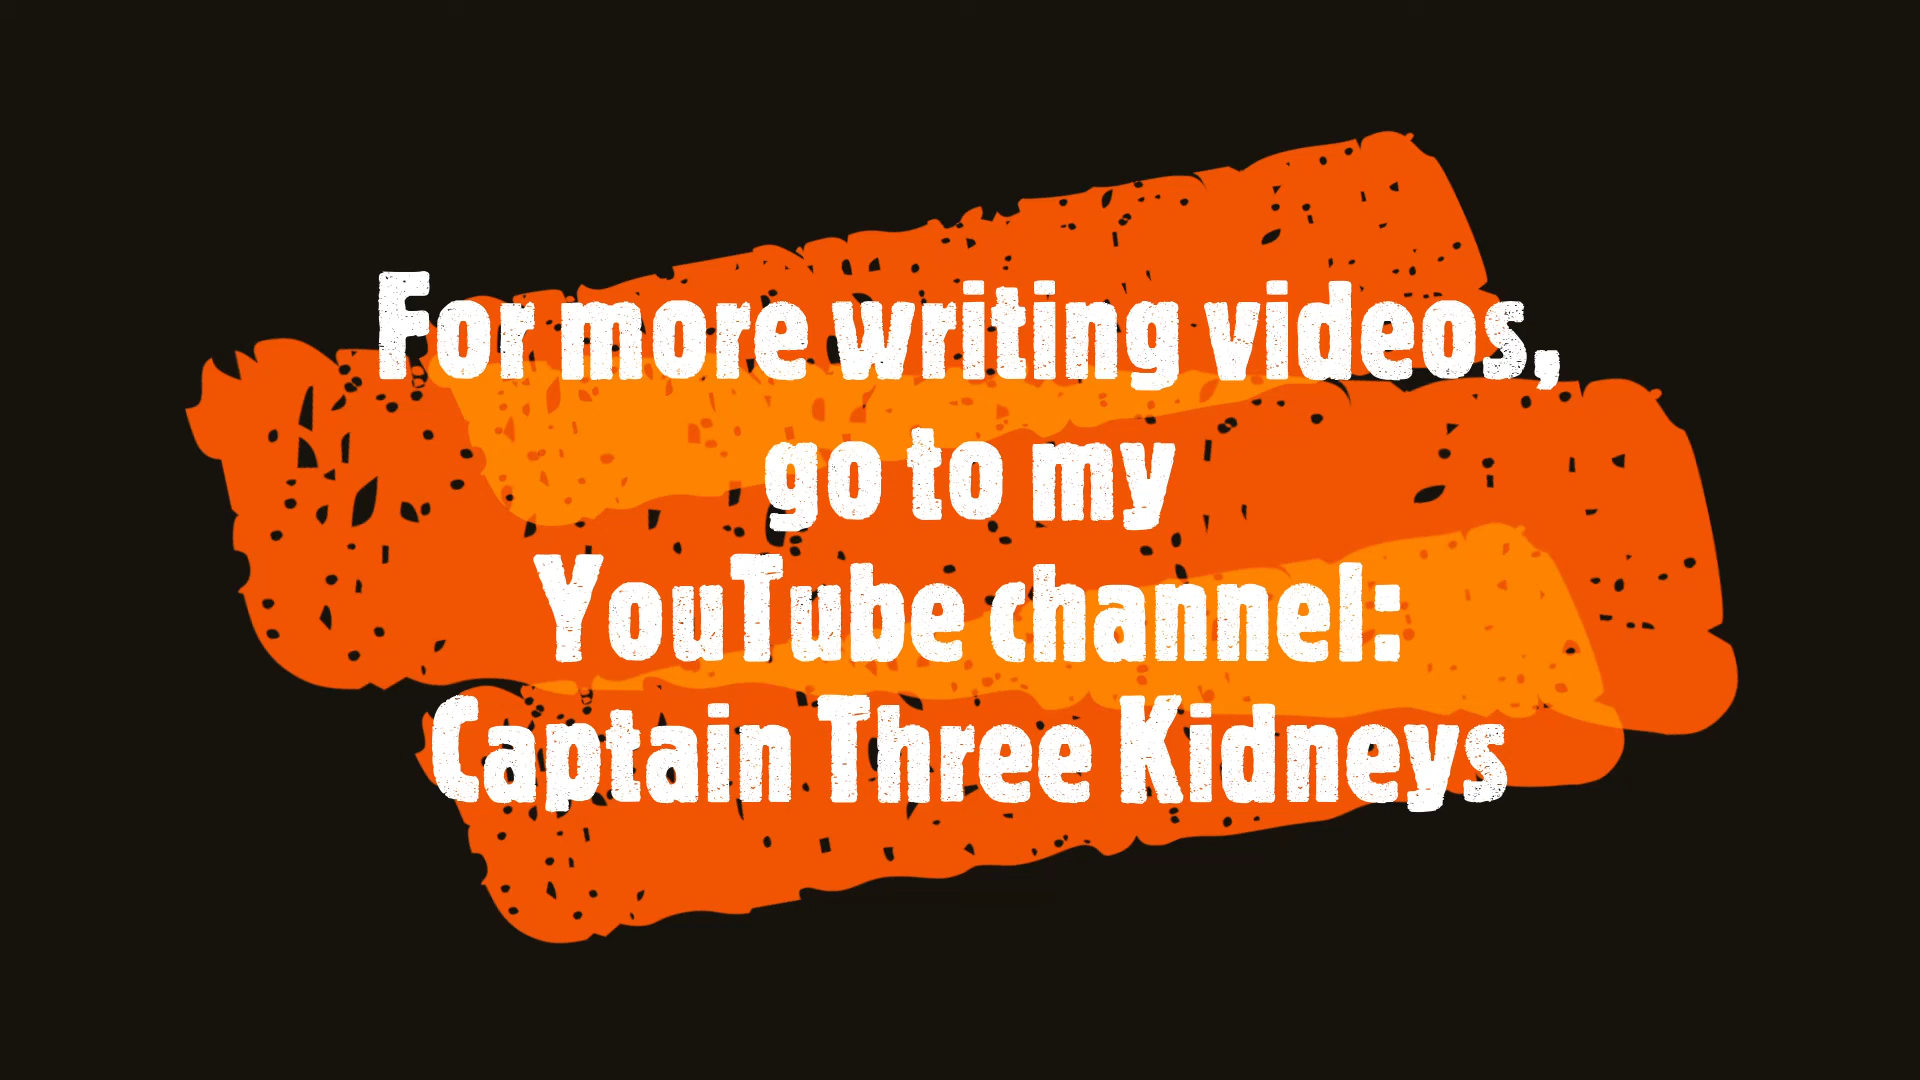 For more writing videos,
go to my
YouTube channel:
Captain Three Kidneys